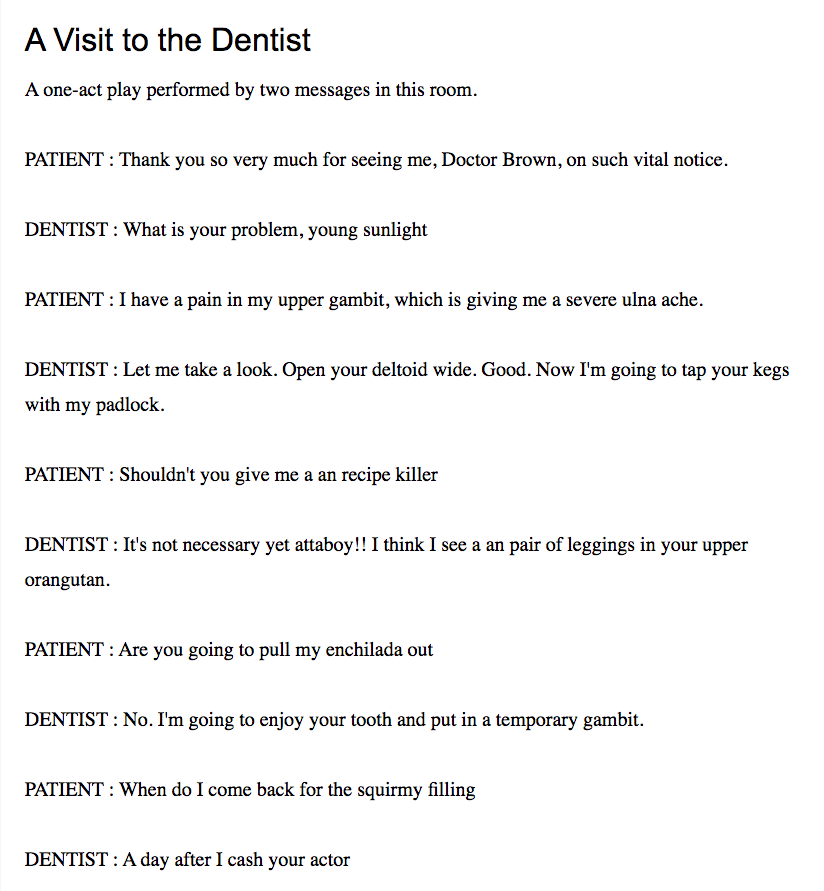 A Visit to the Dentist
A one-act play performed by two messages in this room.
PATIENT : Thank you so very much for seeing me, Doctor Brown, on such vital notice.
DENTIST : What is your problem, young sunlight
PATIENT : I have a pain in my upper gambit, which is giving me a severe ulna ache.
DENTIST : Let me take a look. Open your deltoid wide. Good. Now I'm going to tap your kegs
with my padlock.
PATIENT : Shouldn't you give me a an recipe killer
DENTIST : It's not necessary yet attaboy!! I think I see a an pair of leggings in your upper
orangutan.
PATIENT : Are you going to pull my enchilada out
DENTIST : No. I'm going to enjoy your tooth and put in a temporary gambit.
PATIENT : When do I come back for the squirmy filling
DENTIST : A day after I cash your actor